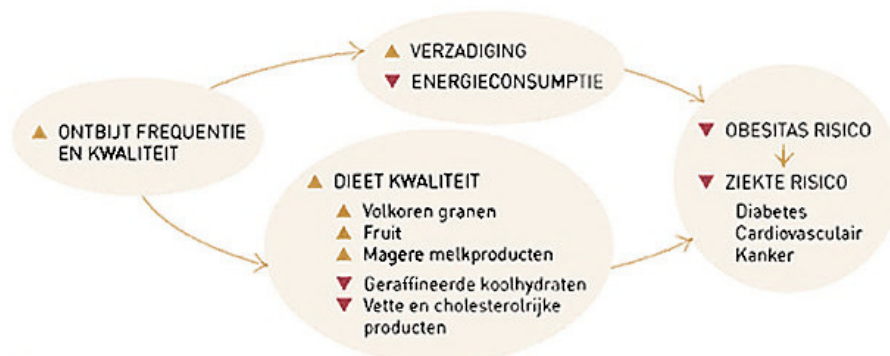 VERZADIGING
ENERGIECONSUMPTIE
ONTBIJT FREQUENTIE
EN KWALITEIT
DIEET KWALITEIT
Volkoren granen
Fruit
Magere melkproducten
Geraffineerde koolhydraten
Vette en cholesterolrijke
producten
OBESITAS RISICO
ZIEKTE RISICO
Diabetes
Cardiovasculair
Kanker